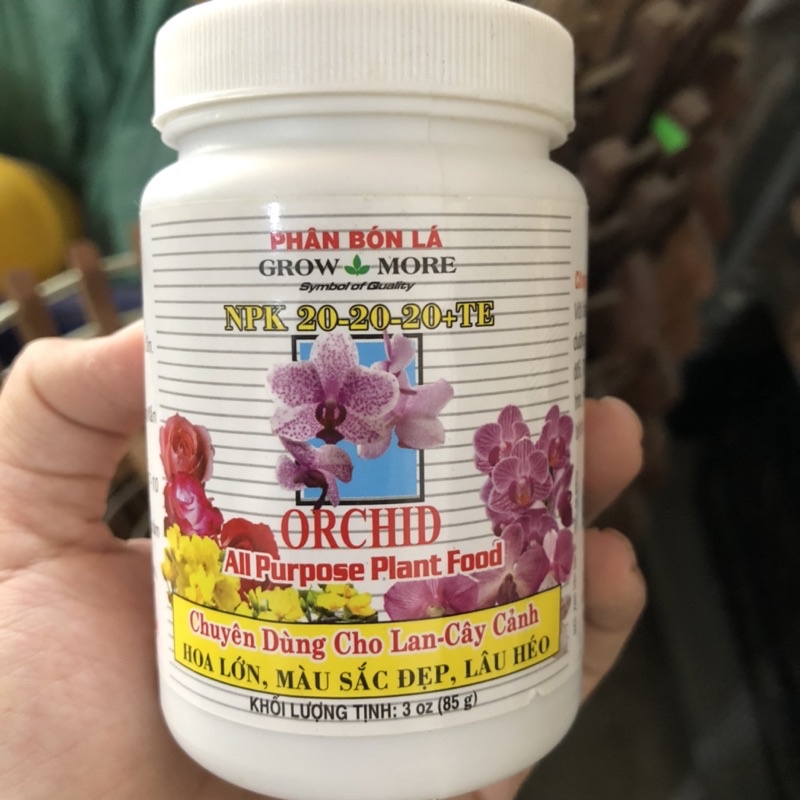 PHÂN BÓN LÁ
GROW MORE
Symbol of Quality
NPK 20-20-20+TE
ORCHID
All Purpose Plant Food
Chuyên Dùng Cho Lan-Cây Cảnh
HOA LỚN, MÀU SẮC ĐẸP, LÂU HÉO
KHỐI LƯỢNG TỊNH: 3 oz (85 g)